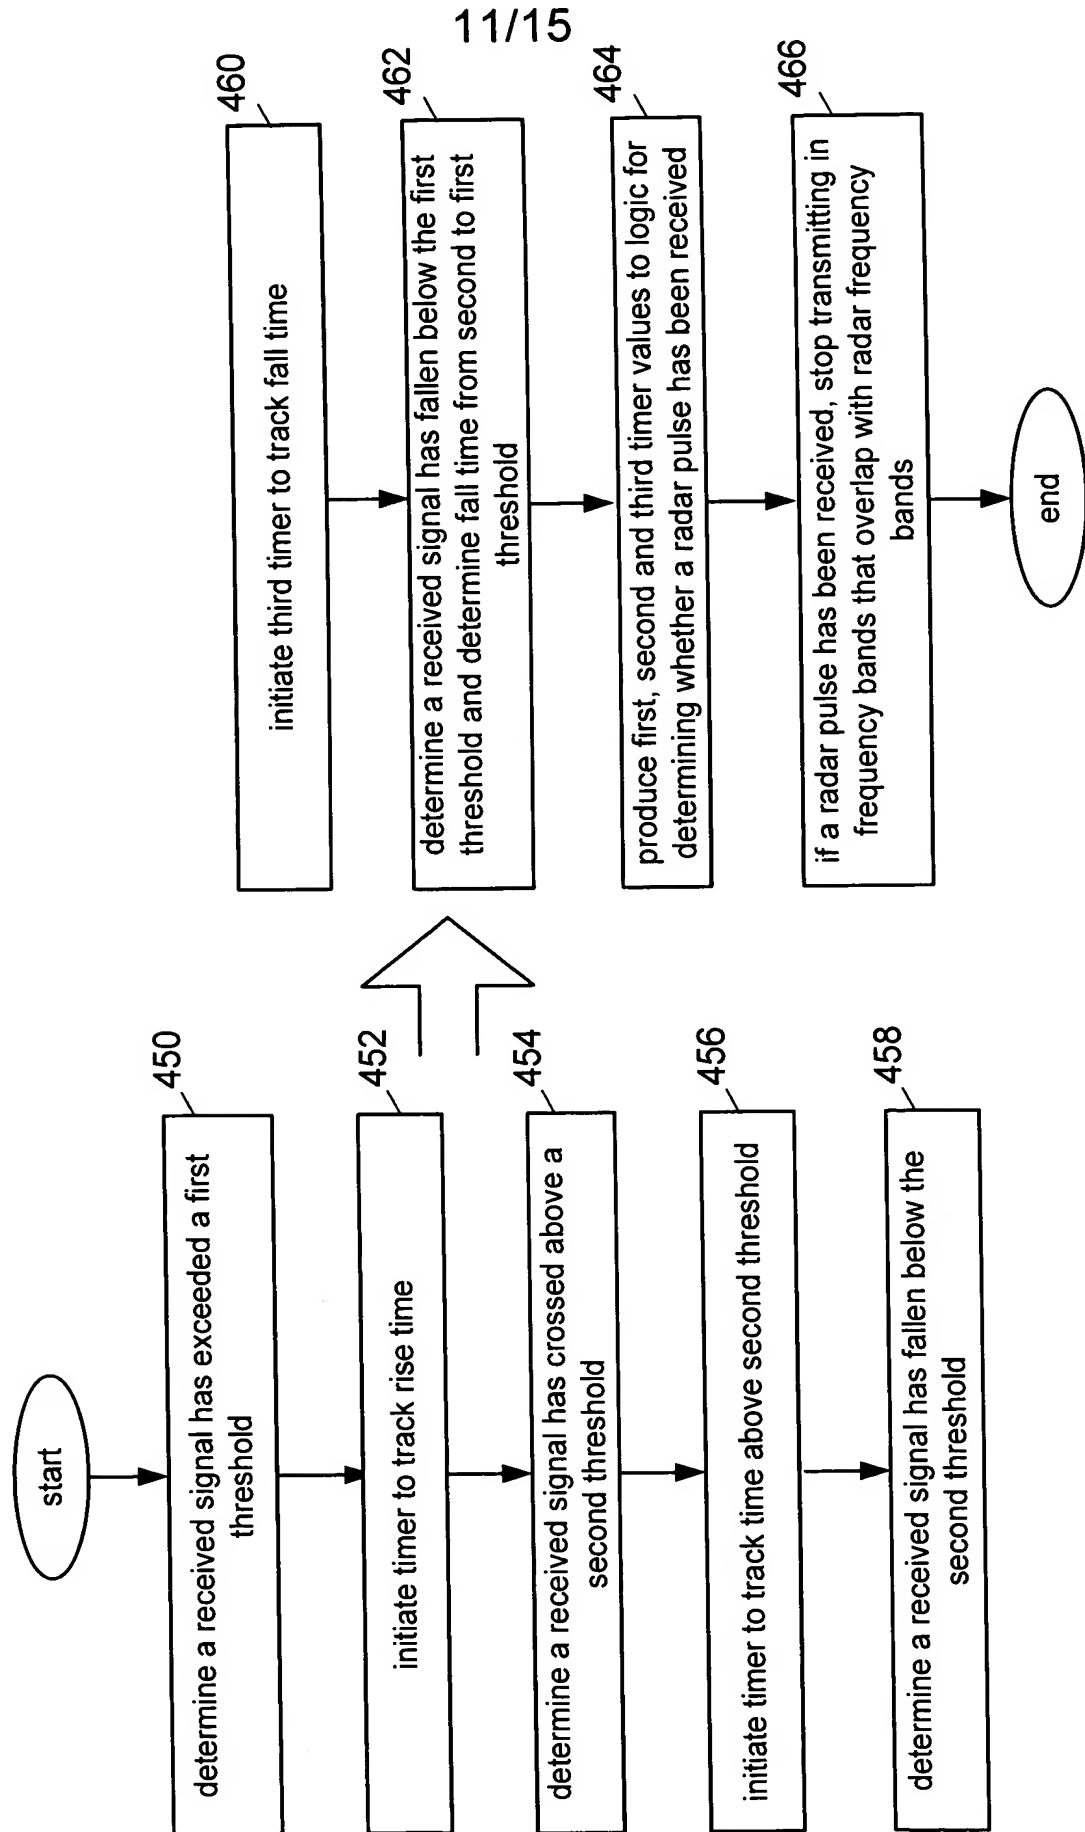 11/15
start
450
determine a received signal has exceeded a first
threshold
452
initiate timer to track rise time
454
determine a received signal has crossed above a
second threshold
456
initiate timer to track time above second threshold
458
determine a received signal has fallen below the
second threshold
460
initiate third timer to track fall time
462
determine a received signal has fallen below the first
threshold and determine fall time from second to first
threshold
464
produce first, second and third timer values to logic for
determining whether a radar pulse has been received
466
if a radar pulse has been received, stop transmitting in
frequency bands that overlap with radar frequency
bands
end